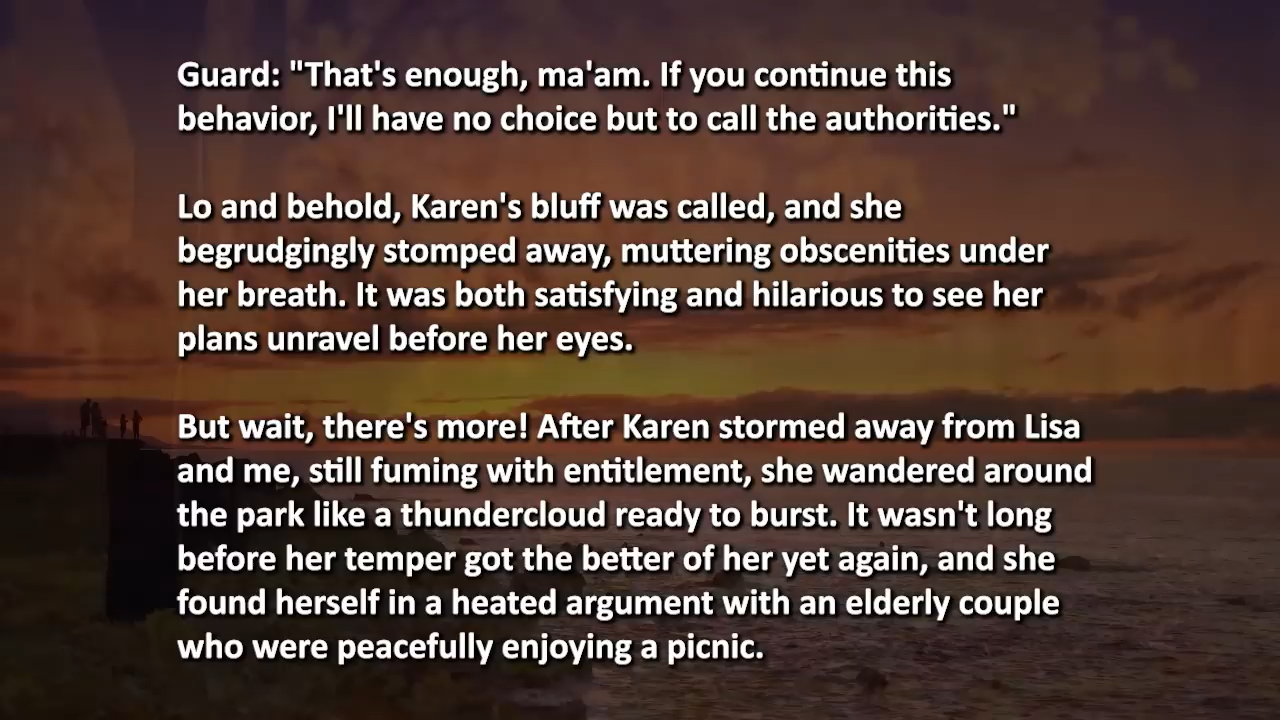 Guard: "That's enough, ma'am. If you continue this
behavior, I'll have no choice but to call the authorities."
Lo and behold, Karen's bluff was called, and she
begrudgingly stomped away, muttering obscenities under
her breath. It was both satisfying and hilarious to see her
plans unravel before her eyes.
But wait, there's more! After Karen stormed away from Lisa
and me, still fuming with entitlement, she wandered around
the park like a thundercloud ready to burst. It wasn't long
before her temper got the better of her yet again, and she
found herself in a heated argument with an elderly couple
who were peacefully enjoying a picnic.